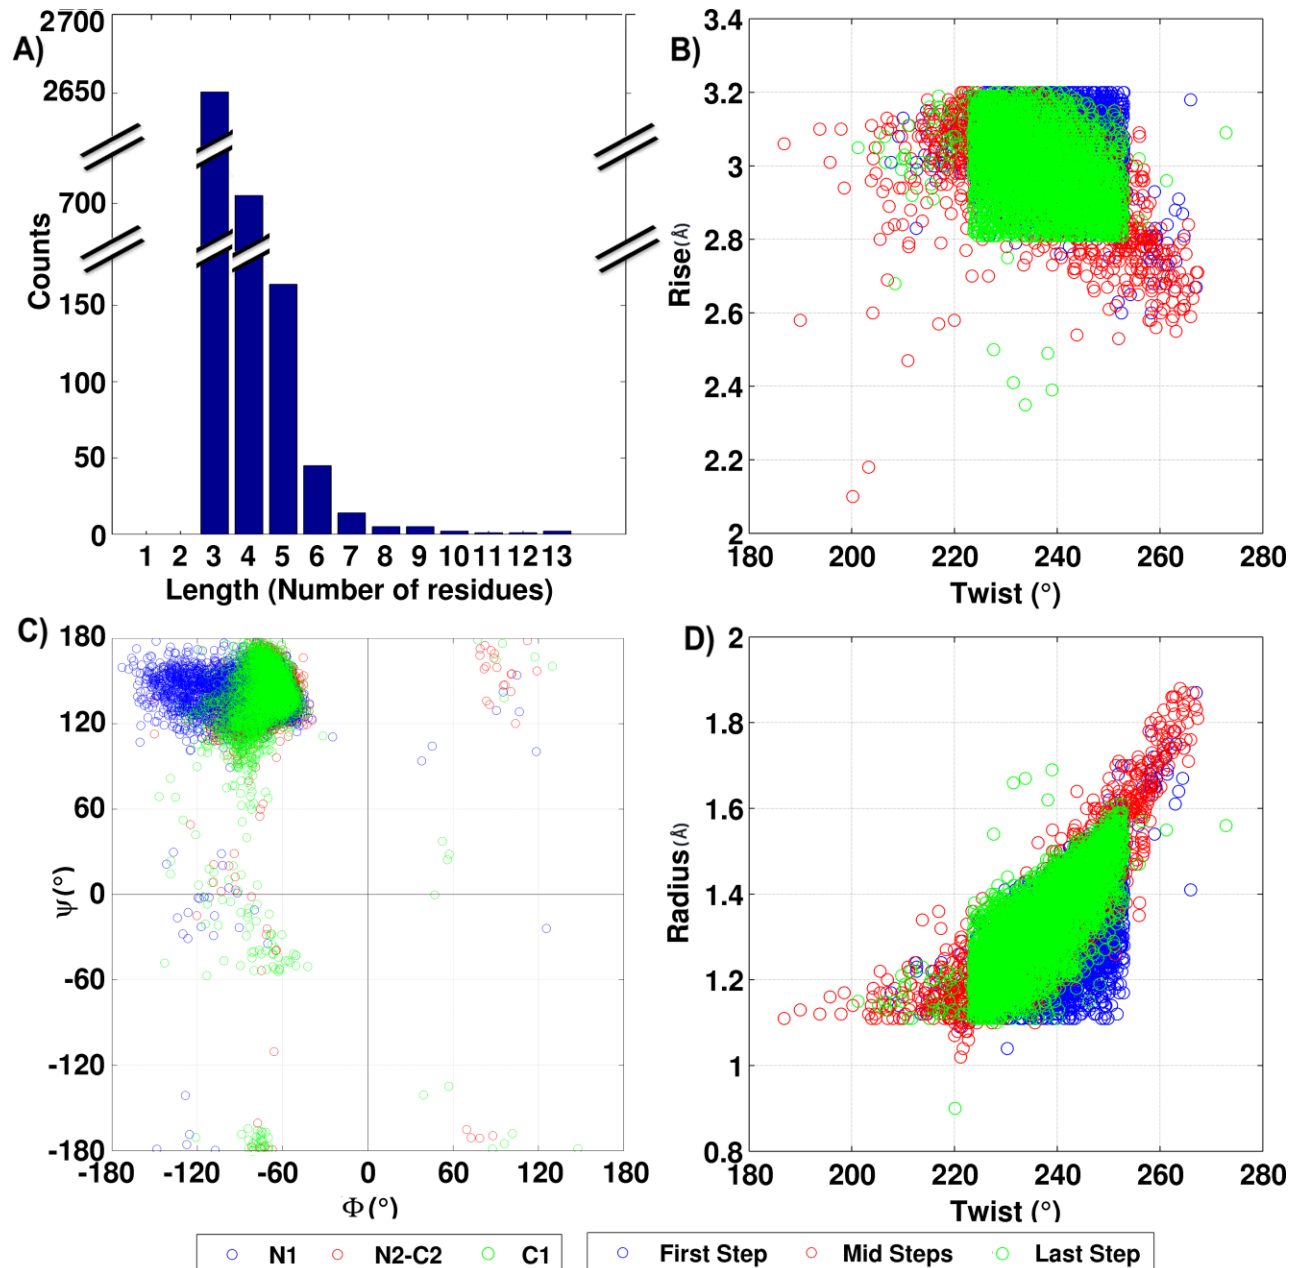 A)
2700
2650
700
150
100
50
0
Counts
1 2 3 4 5 6 7 8 9 10 11 12 13
Length (Number of residues)
B)
3.4
3.2
3
2.8
2.6
2.4
2.2
2
Rise(Å)
180 200 220 240 260 280
Twist (°)
C)
180
120
60
0
-60
-120
-180
ψ(°)
-180 -120 -60 0 60 120 180
Φ(°)
D)
2
1.8
1.6
1.4
1.2
1
0.8
Radius(Å)
180 200 220 240 260 280
Twist (°)
N1 N2-C2 C1
First Step Mid Steps Last Step